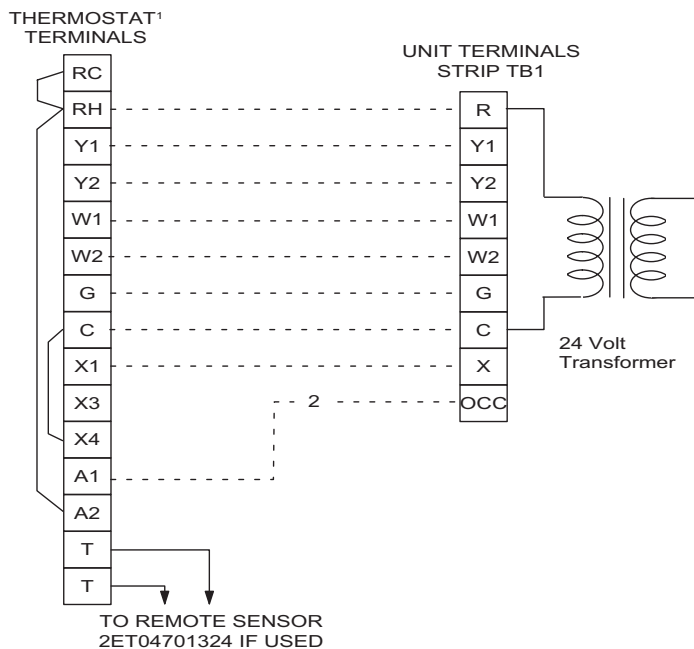 THERMOSTAT¹
TERMINALS
RC
RH
Y1
Y2
W1
W2
G
C
X1
X3
X4
A1
A2
T
T
UNIT TERMINALS
STRIP TB1
R
Y1
Y2
W1
W2
G
C
X
OCC
2
24 Volt
Transformer
TO REMOTE SENSOR
2ET04701324 IF USED